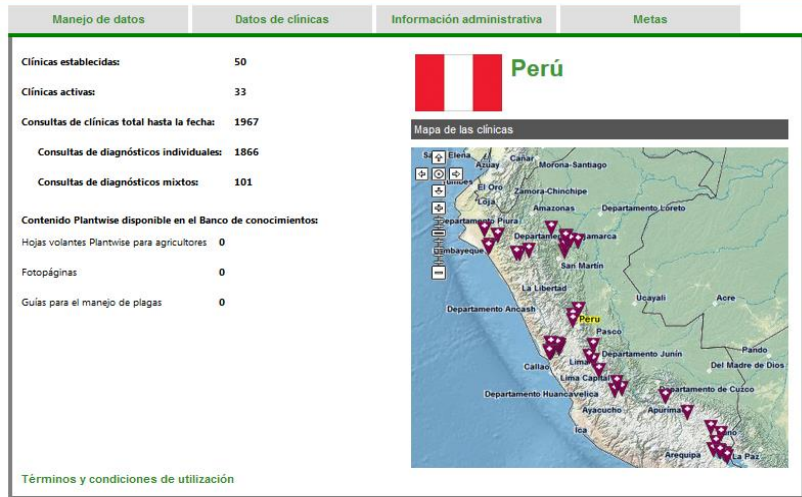 Manejo de datos
Datos de clínicas
Información administrativa
Metas
Clínicas establecidas: 50
Clínicas activas: 33
Consultas de clínicas total hasta la fecha: 1967
Consultas de diagnósticos individuales: 1866
Consultas de diagnósticos mixtos: 101
Contenido Plantwise disponible en el Banco de conocimientos:
Hojas volantes Plantwise para agricultores 0
Fotopáginas 0
Guías para el manejo de plagas 0
Términos y condiciones de utilización
Perú
Mapa de las clínicas
Elena
Azuay
Cañar
Morona-Santiago
El Oro
Zamora-Chinchipe
Loja
Amazonas
Departamento Loreto
Piura
San Martín
La Libertad
Ucayali
Acre
Departamento Ancash
Peru
Pasco
Departamento Junín
Pando
Callao
Lima
Del Madre de Dios
Lima Capital
Departamento Huancavelica
Departamento de Cuzco
Ayacucho
Apurímac
Ica
Arequipa
La Paz